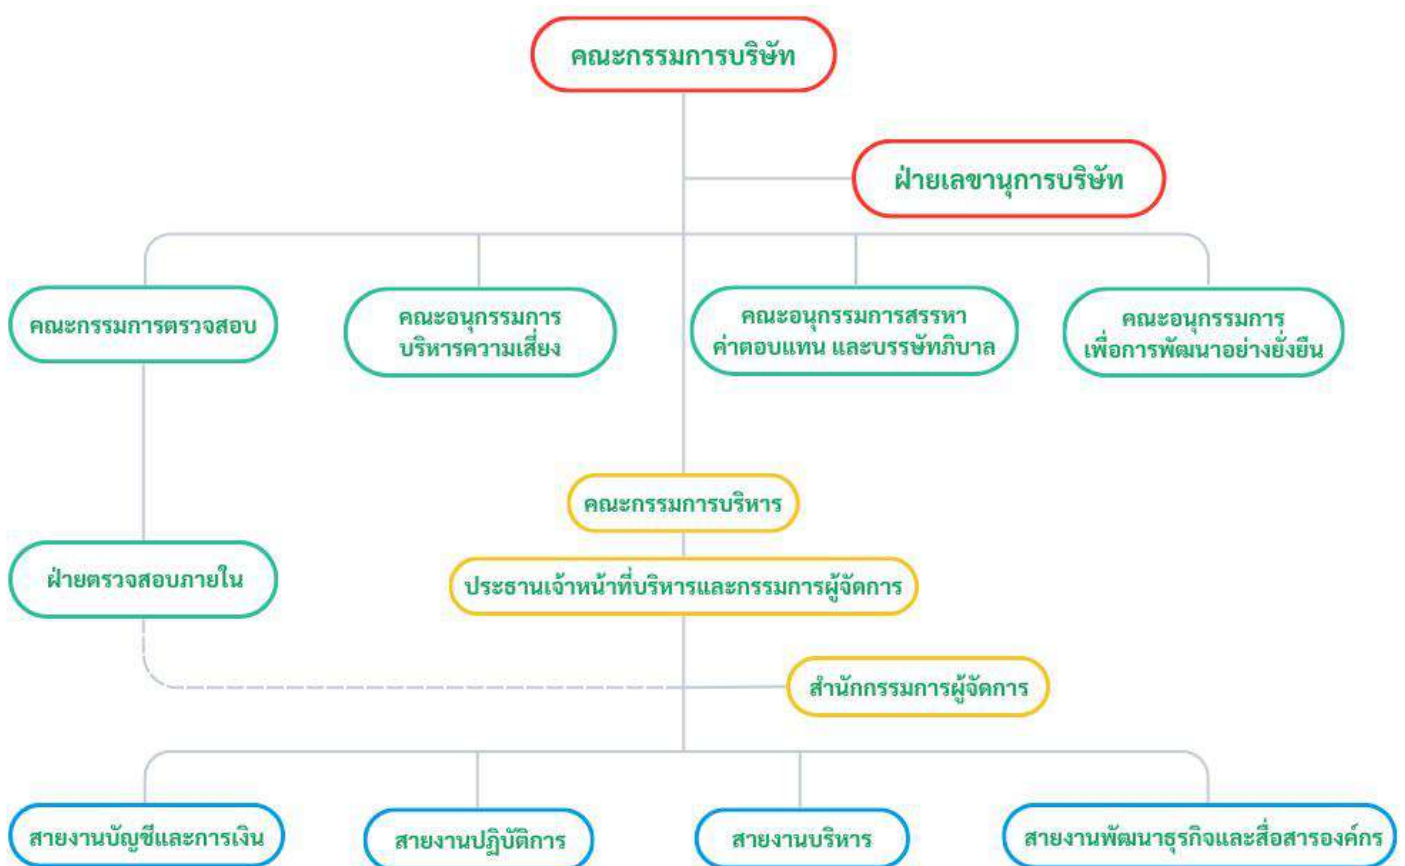 คณะกรรมการบริษัท
ฝ่ายเลขานุการบริษัท
คณะกรรมการตรวจสอบ
คณะอนุกรรมการ
บริหารความเสี่ยง
คณะอนุกรรมการสรรหา
ค่าตอบแทน และบรรษัทภิบาล
คณะอนุกรรมการ
เพื่อการพัฒนาอย่างยั่งยืน
คณะกรรมการบริหาร
ฝ่ายตรวจสอบภายใน
ประธานเจ้าหน้าที่บริหารและกรรมการผู้จัดการ
สำนักกรรมการผู้จัดการ
สายงานบัญชีและการเงิน
สายงานปฏิบัติการ
สายงานบริหาร
สายงานพัฒนาธุรกิจและสื่อสารองค์กร